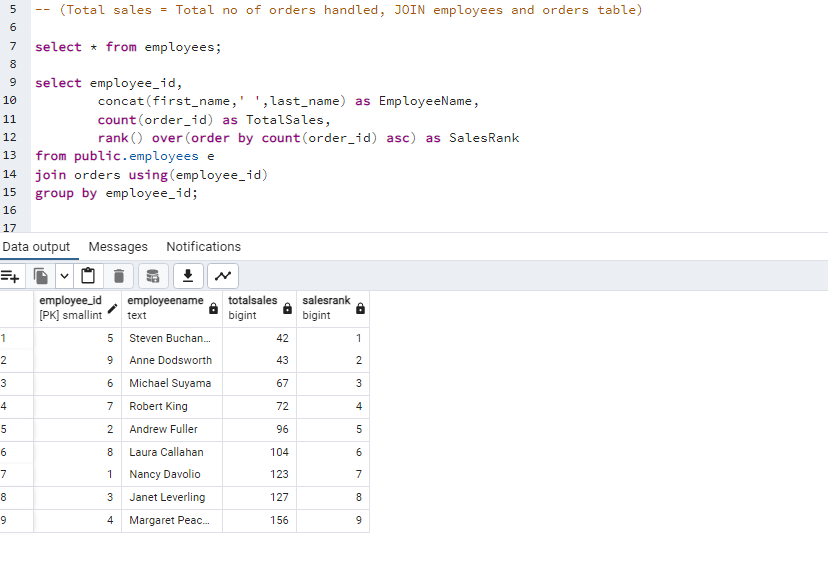 5 -- (Total sales = Total no of orders handled, JOIN employees and orders table)
6
7 select * from employees;
8
9 select employee_id,
10 concat(first_name,' ',last_name) as EmployeeName,
11 count(order_id) as TotalSales,
12 rank() over(order by count(order_id) asc) as SalesRank
13 from public.employees e
14 join orders using(employee_id)
15 group by employee_id;
16
17
Data output Messages Notifications
employee_id employeename totalsales salesrank
[PK] smallint text bigint bigint
1 5 Steven Buchan... 42 1
2 9 Anne Dodsworth 43 2
3 6 Michael Suyama 67 3
4 7 Robert King 72 4
5 2 Andrew Fuller 96 5
6 8 Laura Callahan 104 6
7 1 Nancy Davolio 123 7
8 3 Janet Leverling 127 8
9 4 Margaret Peac... 156 9